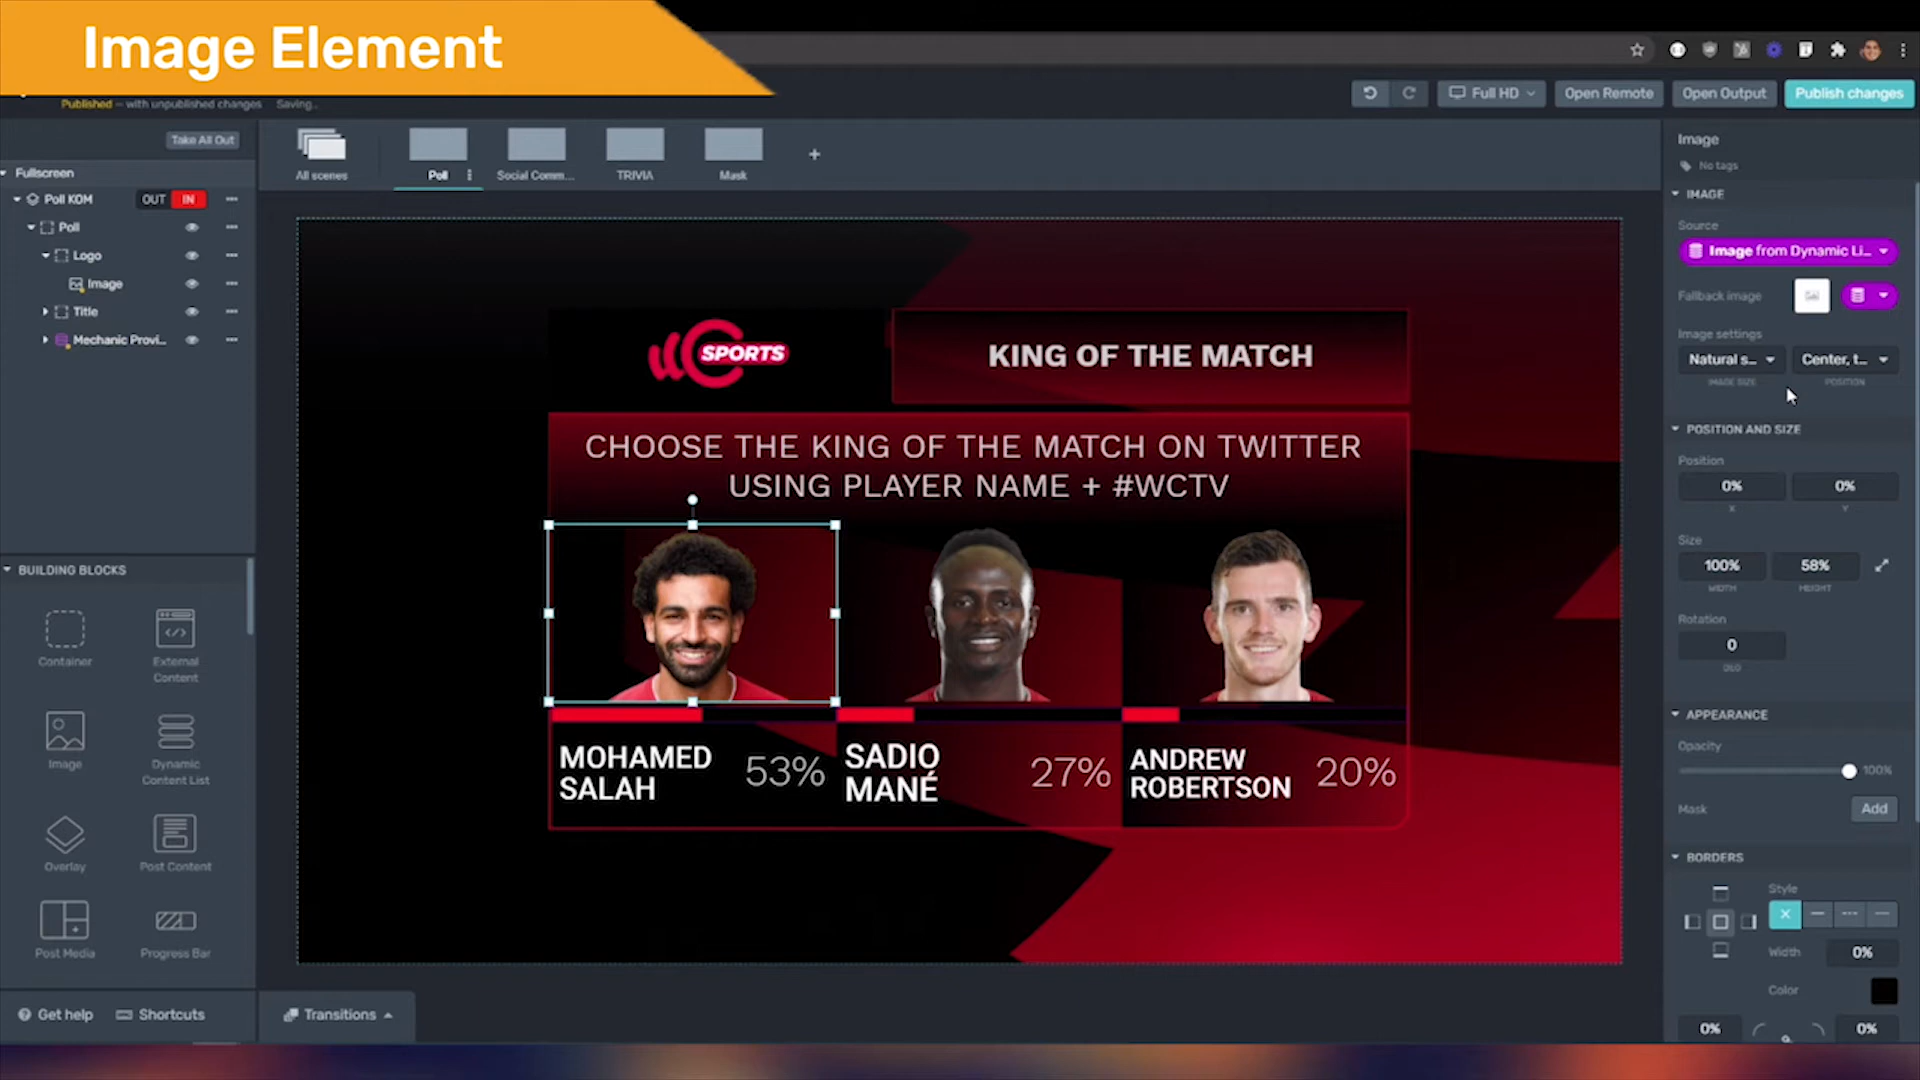 Image Element
Published – with unpublished changes Saving..
Full HD
Open Remote
Open Output
Publish changes
Take All Out
All scenes
Poll
Social Comm...
TRIVIA
Mask
Fullscreen
Poll KOM
OUT
IN
Poll
Logo
Image
Title
Mechanic Provi...
BUILDING BLOCKS
Container
External
Content
Image
Dynamic
Content List
Overlay
Post Content
Post Media
Progress Bar
Get help
Shortcuts
Transitions
SPORTS
KING OF THE MATCH
CHOOSE THE KING OF THE MATCH ON TWITTER
USING PLAYER NAME + #WCTV
MOHAMED
SALAH
53%
SADIO
MANÉ
27%
ANDREW
ROBERTSON
20%
Image
No tags
IMAGE
Source
Image from Dynamic Li...
Fallback image
Image settings
Natural s...
Center, t...
IMAGE SIZE
POSITION
POSITION AND SIZE
Position
0%
0%
X
Y
Size
100%
58%
WIDTH
HEIGHT
Rotation
0
DEG
APPEARANCE
Opacity
100%
Mask
Add
BORDERS
Style
Width
0%
Color
0%
0%